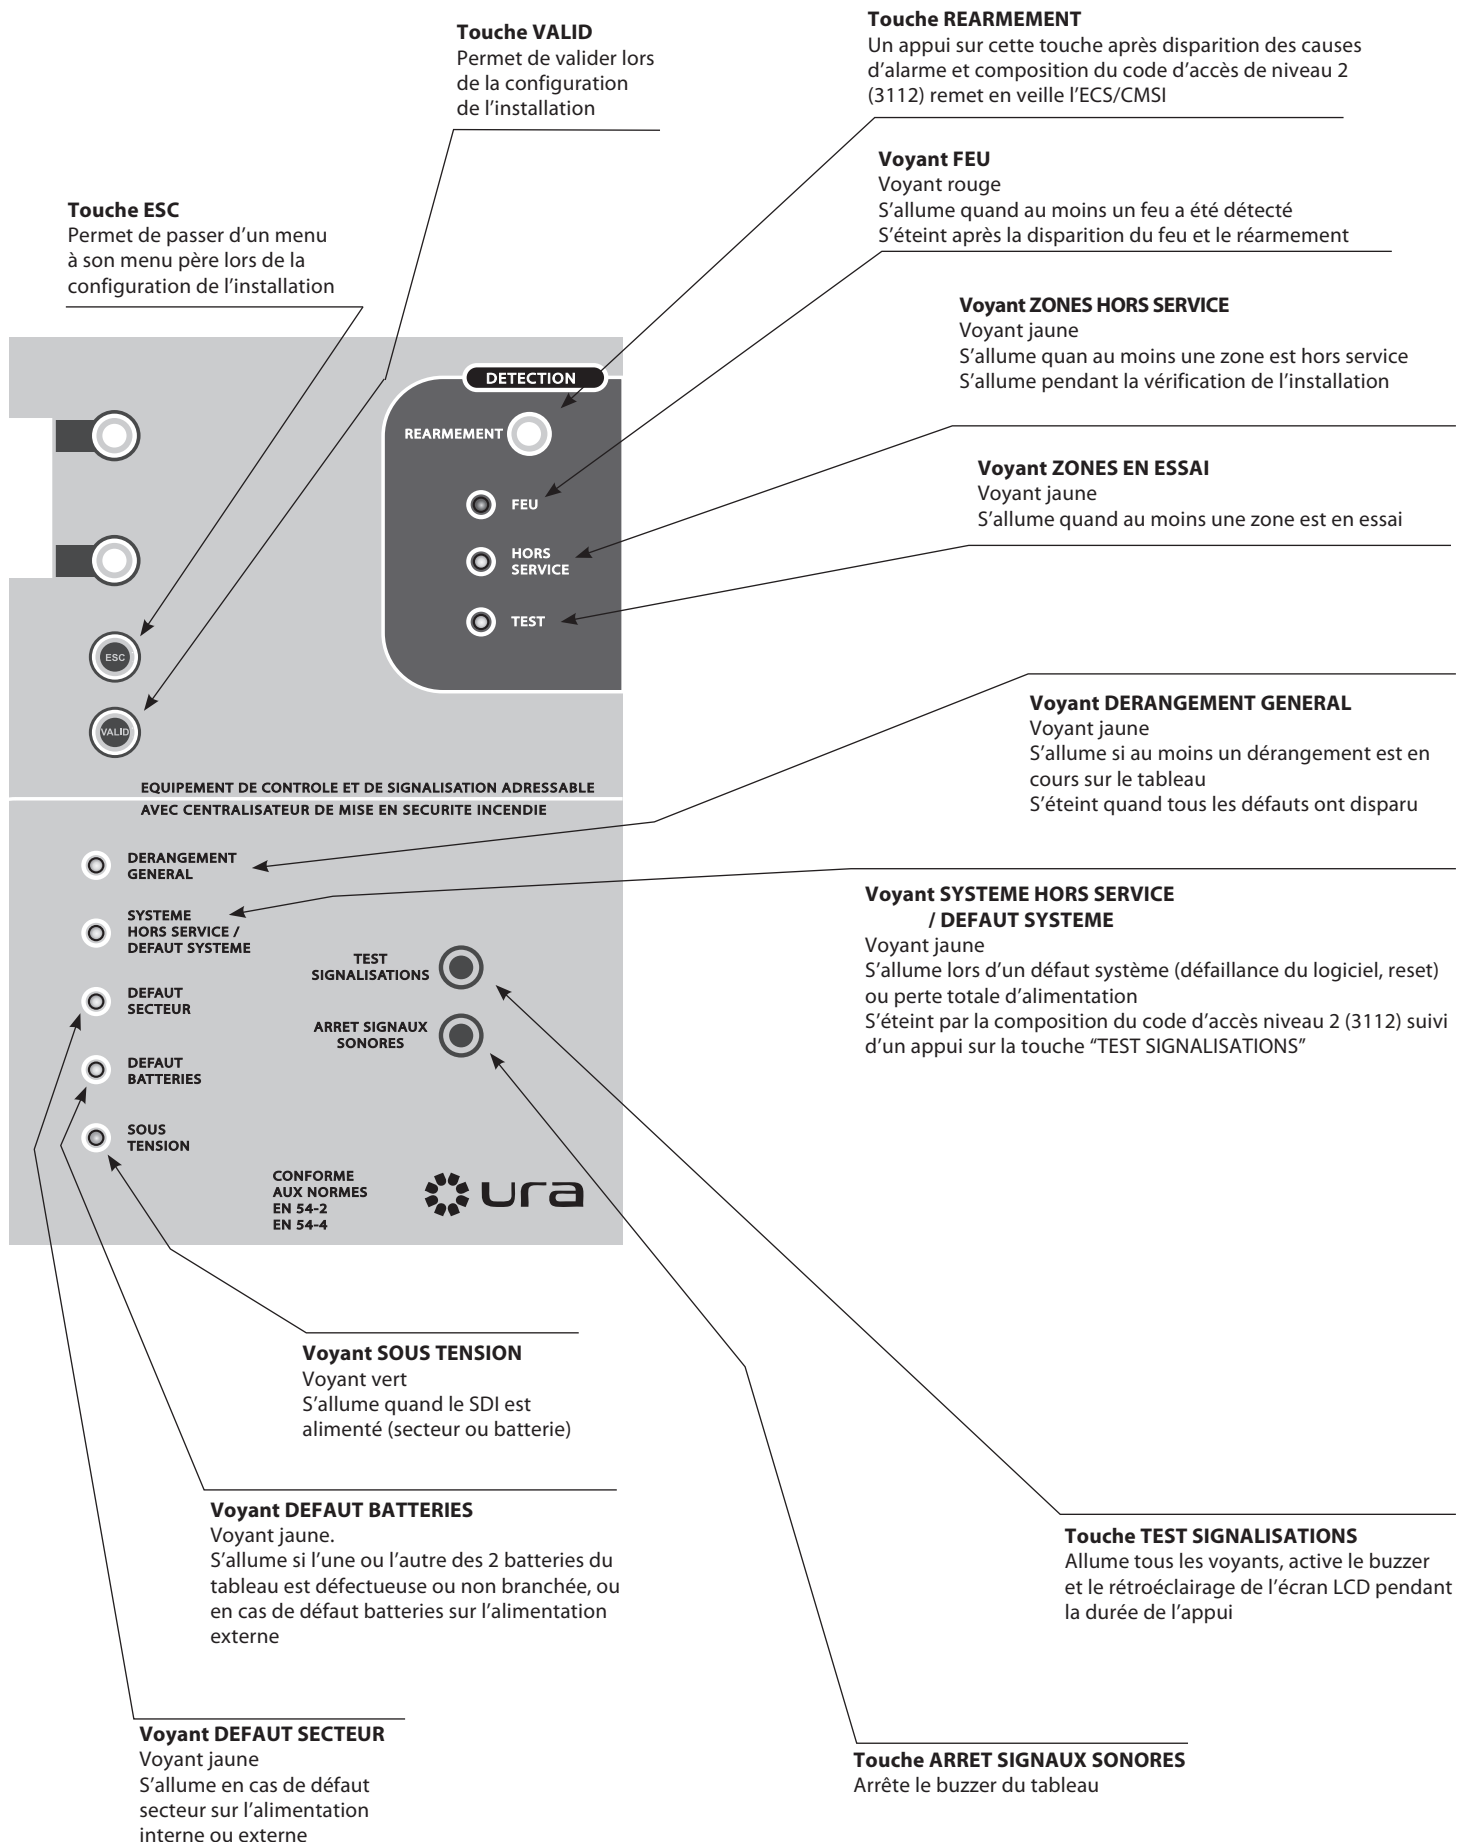 Touche REARMEMENT
Un appui sur cette touche après disparition des causes
d’alarme et composition du code d’accès de niveau 2
(3112) remet en veille l’ECS/CMSI
Touche VALID
Permet de valider lors
de la configuration
de l’installation
Voyant FEU
Voyant rouge
S’allume quand au moins un feu a été détecté
S’éteint après la disparition du feu et le réarmement
Touche ESC
Permet de passer d’un menu
à son menu père lors de la
configuration de l’installation
Voyant ZONES HORS SERVICE
Voyant jaune
S’allume quan au moins une zone est hors service
S’allume pendant la vérification de l’installation
Voyant ZONES EN ESSAI
Voyant jaune
S’allume quand au moins une zone est en essai
DETECTION
REARMEMENT
FEU
HORS
SERVICE
TEST
ESC
VALID
EQUIPEMENT DE CONTROLE ET DE SIGNALISATION ADRESSABLE
AVEC CENTRALISATEUR DE MISE EN SECURITE INCENDIE
Voyant DERANGEMENT GENERAL
Voyant jaune
S’allume si au moins un dérangement est en
cours sur le tableau
S’éteint quand tous les défauts ont disparu
DERANGEMENT
GENERAL
SYSTEME
HORS SERVICE /
DEFAUT SYSTEME
DEFAUT
SECTEUR
DEFAUT
BATTERIES
SOUS
TENSION
TEST
SIGNALISATIONS
ARRET SIGNAUX
SONORES
CONFORME
AUX NORMES
EN 54-2
EN 54-4
ura
Voyant SYSTEME HORS SERVICE
/ DEFAUT SYSTEME
Voyant jaune
S’allume lors d’un défaut système (défaillance du logiciel, reset)
ou perte totale d’alimentation
S’éteint par la composition du code d’accès niveau 2 (3112) suivi
d’un appui sur la touche “TEST SIGNALISATIONS”
Voyant SOUS TENSION
Voyant vert
S’allume quand le SDI est
alimenté (secteur ou batterie)
Voyant DEFAUT BATTERIES
Voyant jaune.
S’allume si l’une ou l’autre des 2 batteries du
tableau est défectueuse ou non branchée, ou
en cas de défaut batteries sur l’alimentation
externe
Touche TEST SIGNALISATIONS
Allume tous les voyants, active le buzzer
et le rétroéclairage de l’écran LCD pendant
la durée de l’appui
Voyant DEFAUT SECTEUR
Voyant jaune
S’allume en cas de défaut
secteur sur l’alimentation
interne ou externe
Touche ARRET SIGNAUX SONORES
Arrête le buzzer du tableau